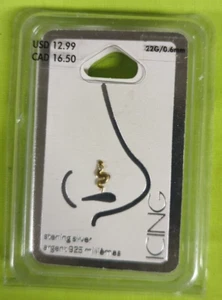 USD 12.99
CAD 16.50
22G/0.6mm
ICING
sterling silver
argent 925 millièmes